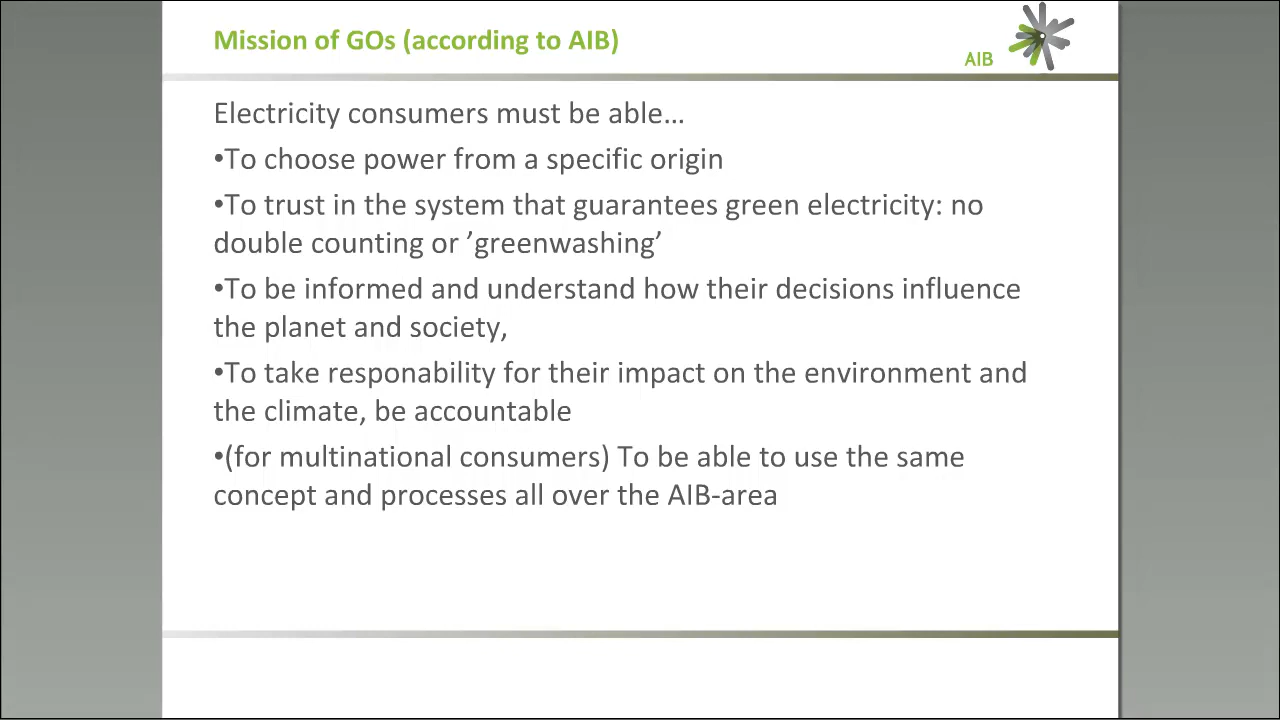 Mission of GOs (according to AIB)
AIB
Electricity consumers must be able…
•To choose power from a specific origin
•To trust in the system that guarantees green electricity: no
double counting or ’greenwashing’
•To be informed and understand how their decisions influence
the planet and society,
•To take responability for their impact on the environment and
the climate, be accountable
•(for multinational consumers) To be able to use the same
concept and processes all over the AIB-area